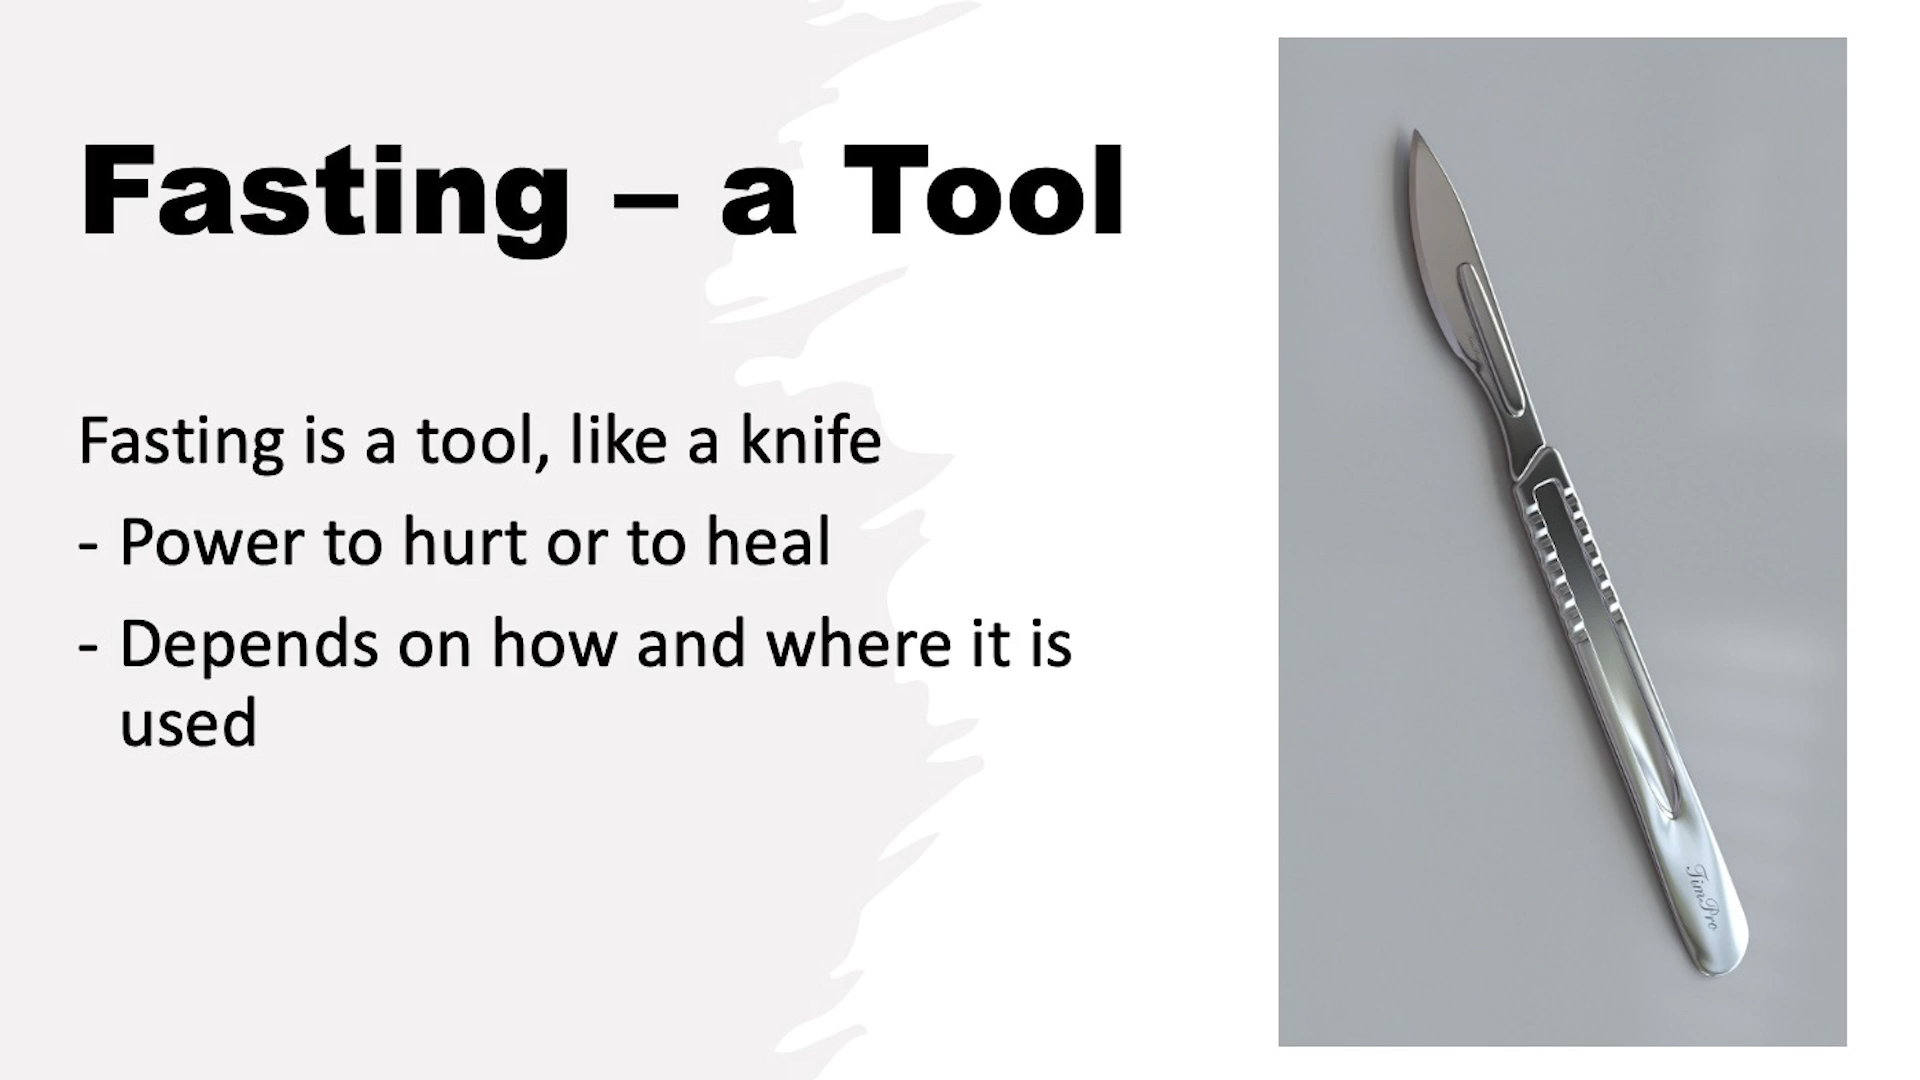 Fasting – a Tool
Fasting is a tool, like a knife
- Power to hurt or to heal
- Depends on how and where it is
used
TimPro